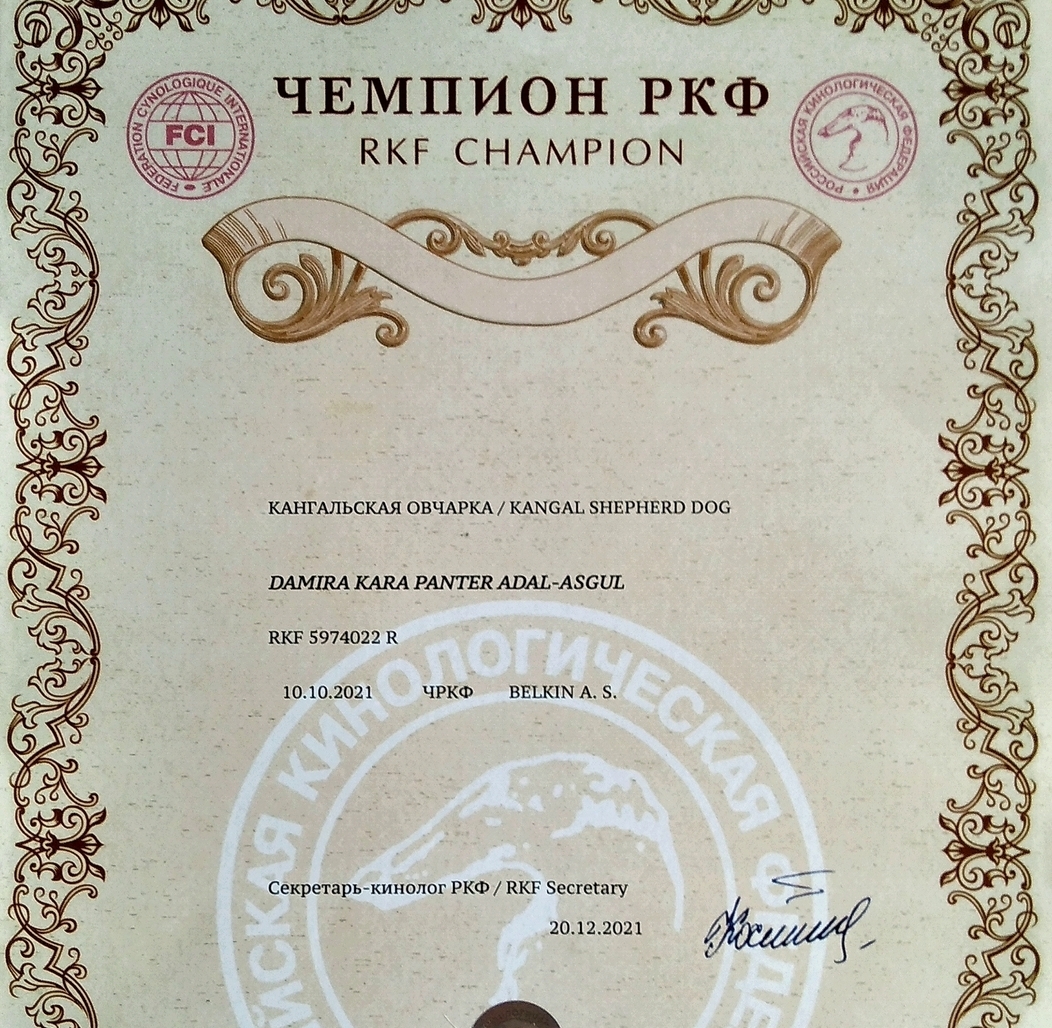 ЧЕМПИОН РКФ
RKF CHAMPION
FEDERATION CYNOLOGIQUE INTERNATIONALE
FCI
РОССИЙСКАЯ КИНОЛОГИЧЕСКАЯ ФЕДЕРАЦИЯ
КАНГАЛЬСКАЯ ОВЧАРКА / KANGAL SHEPHERD DOG
DAMIRA KARA PANTER ADAL-ASGUL
RKF 5974022 R
10.10.2021 ЧРКФ BELKIN A. S.
КИНОЛОГИЧЕСКАЯ
Секретарь-кинолог РКФ / RKF Secretary
20.12.2021